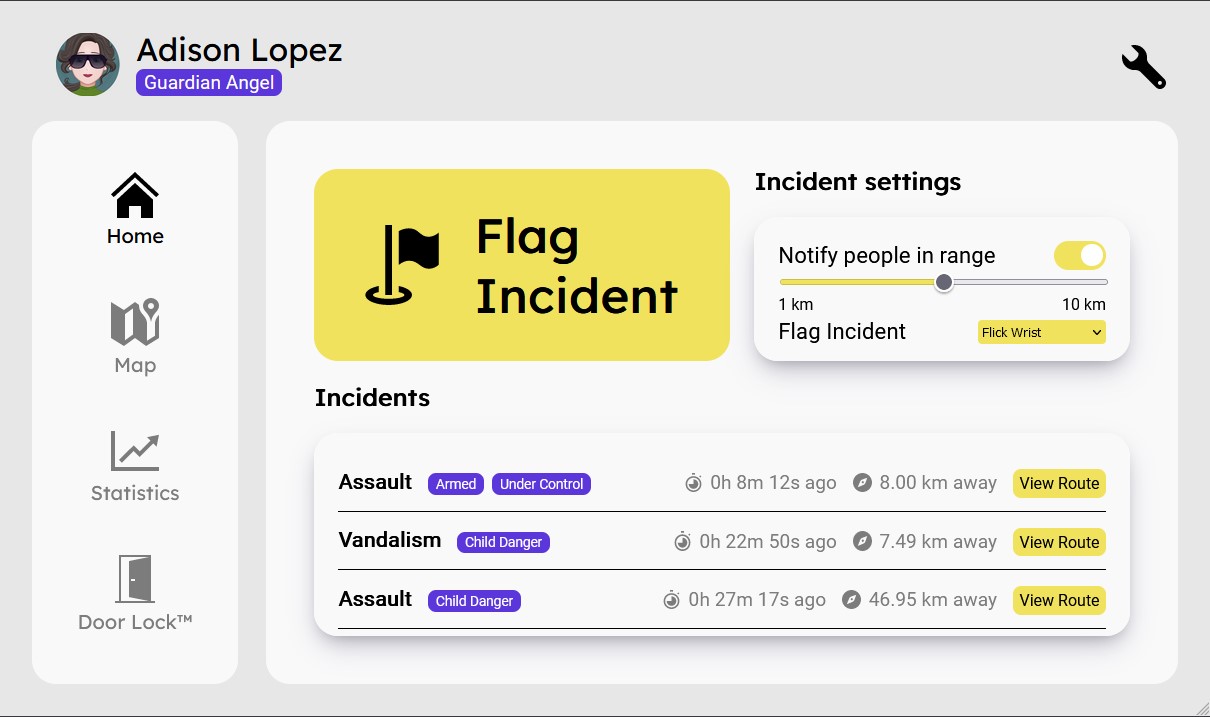 Adison Lopez
Guardian Angel
Home
Map
Statistics
Door Lock™
Flag
Incident
Incident settings
Notify people in range
1 km 10 km
Flag Incident Flick Wrist
Incidents
Assault Armed Under Control 0h 8m 12s ago 8.00 km away View Route
Vandalism Child Danger 0h 22m 50s ago 7.49 km away View Route
Assault Child Danger 0h 27m 17s ago 46.95 km away View Route